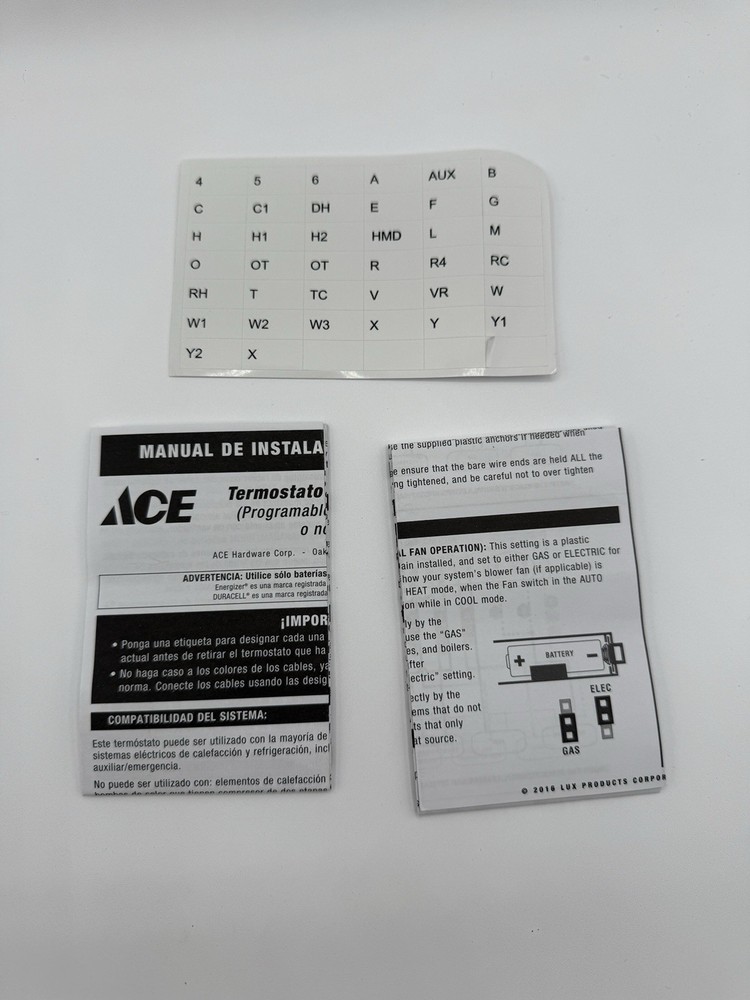 4 5 6 A AUX B
C C1 DH E F G
H H1 H2 HMD L M
O OT OT R R4 RC
RH T TC V VR W
W1 W2 W3 X Y Y1
Y2 X
MANUAL DE INSTALA
ACE
Termostato
(Programabl
o no
ACE Hardware Corp. - Oak
ADVERTENCIA: Utilice sólo baterías
Energizer® es una marca registrada
DURACELL® es una marca registrada
¡IMPOR
• Ponga una etiqueta para designar cada una
actual antes de retirar el termostato que ha
• No haga caso a los colores de los cables, ya
norma. Conecte los cables usando las desig
COMPATIBILIDAD DEL SISTEMA:
Este termóstato puede ser utilizado con la mayoría de
sistemas eléctricos de calefacción y refrigeración, incl
auxiliar/emergencia.
No puede ser utilizado con: elementos de calefacción
the supplied plastic anchors if needed when
e ensure that the bare wire ends are held ALL the
ng tightened, and be careful not to over tighten
AL FAN OPERATION): This setting is a plastic
ain installed, and set to either GAS or ELECTRIC for
how your system's blower fan (if applicable) is
HEAT mode, when the Fan switch in the AUTO
on while in COOL mode.
ly by the
use the "GAS"
es, and boilers.
fter
ectric" setting.
ectly by the
ems that do not
ts that only
at source.
+ BATTERY −
ELEC
GAS
© 2016 LUX PRODUCTS CORPOR